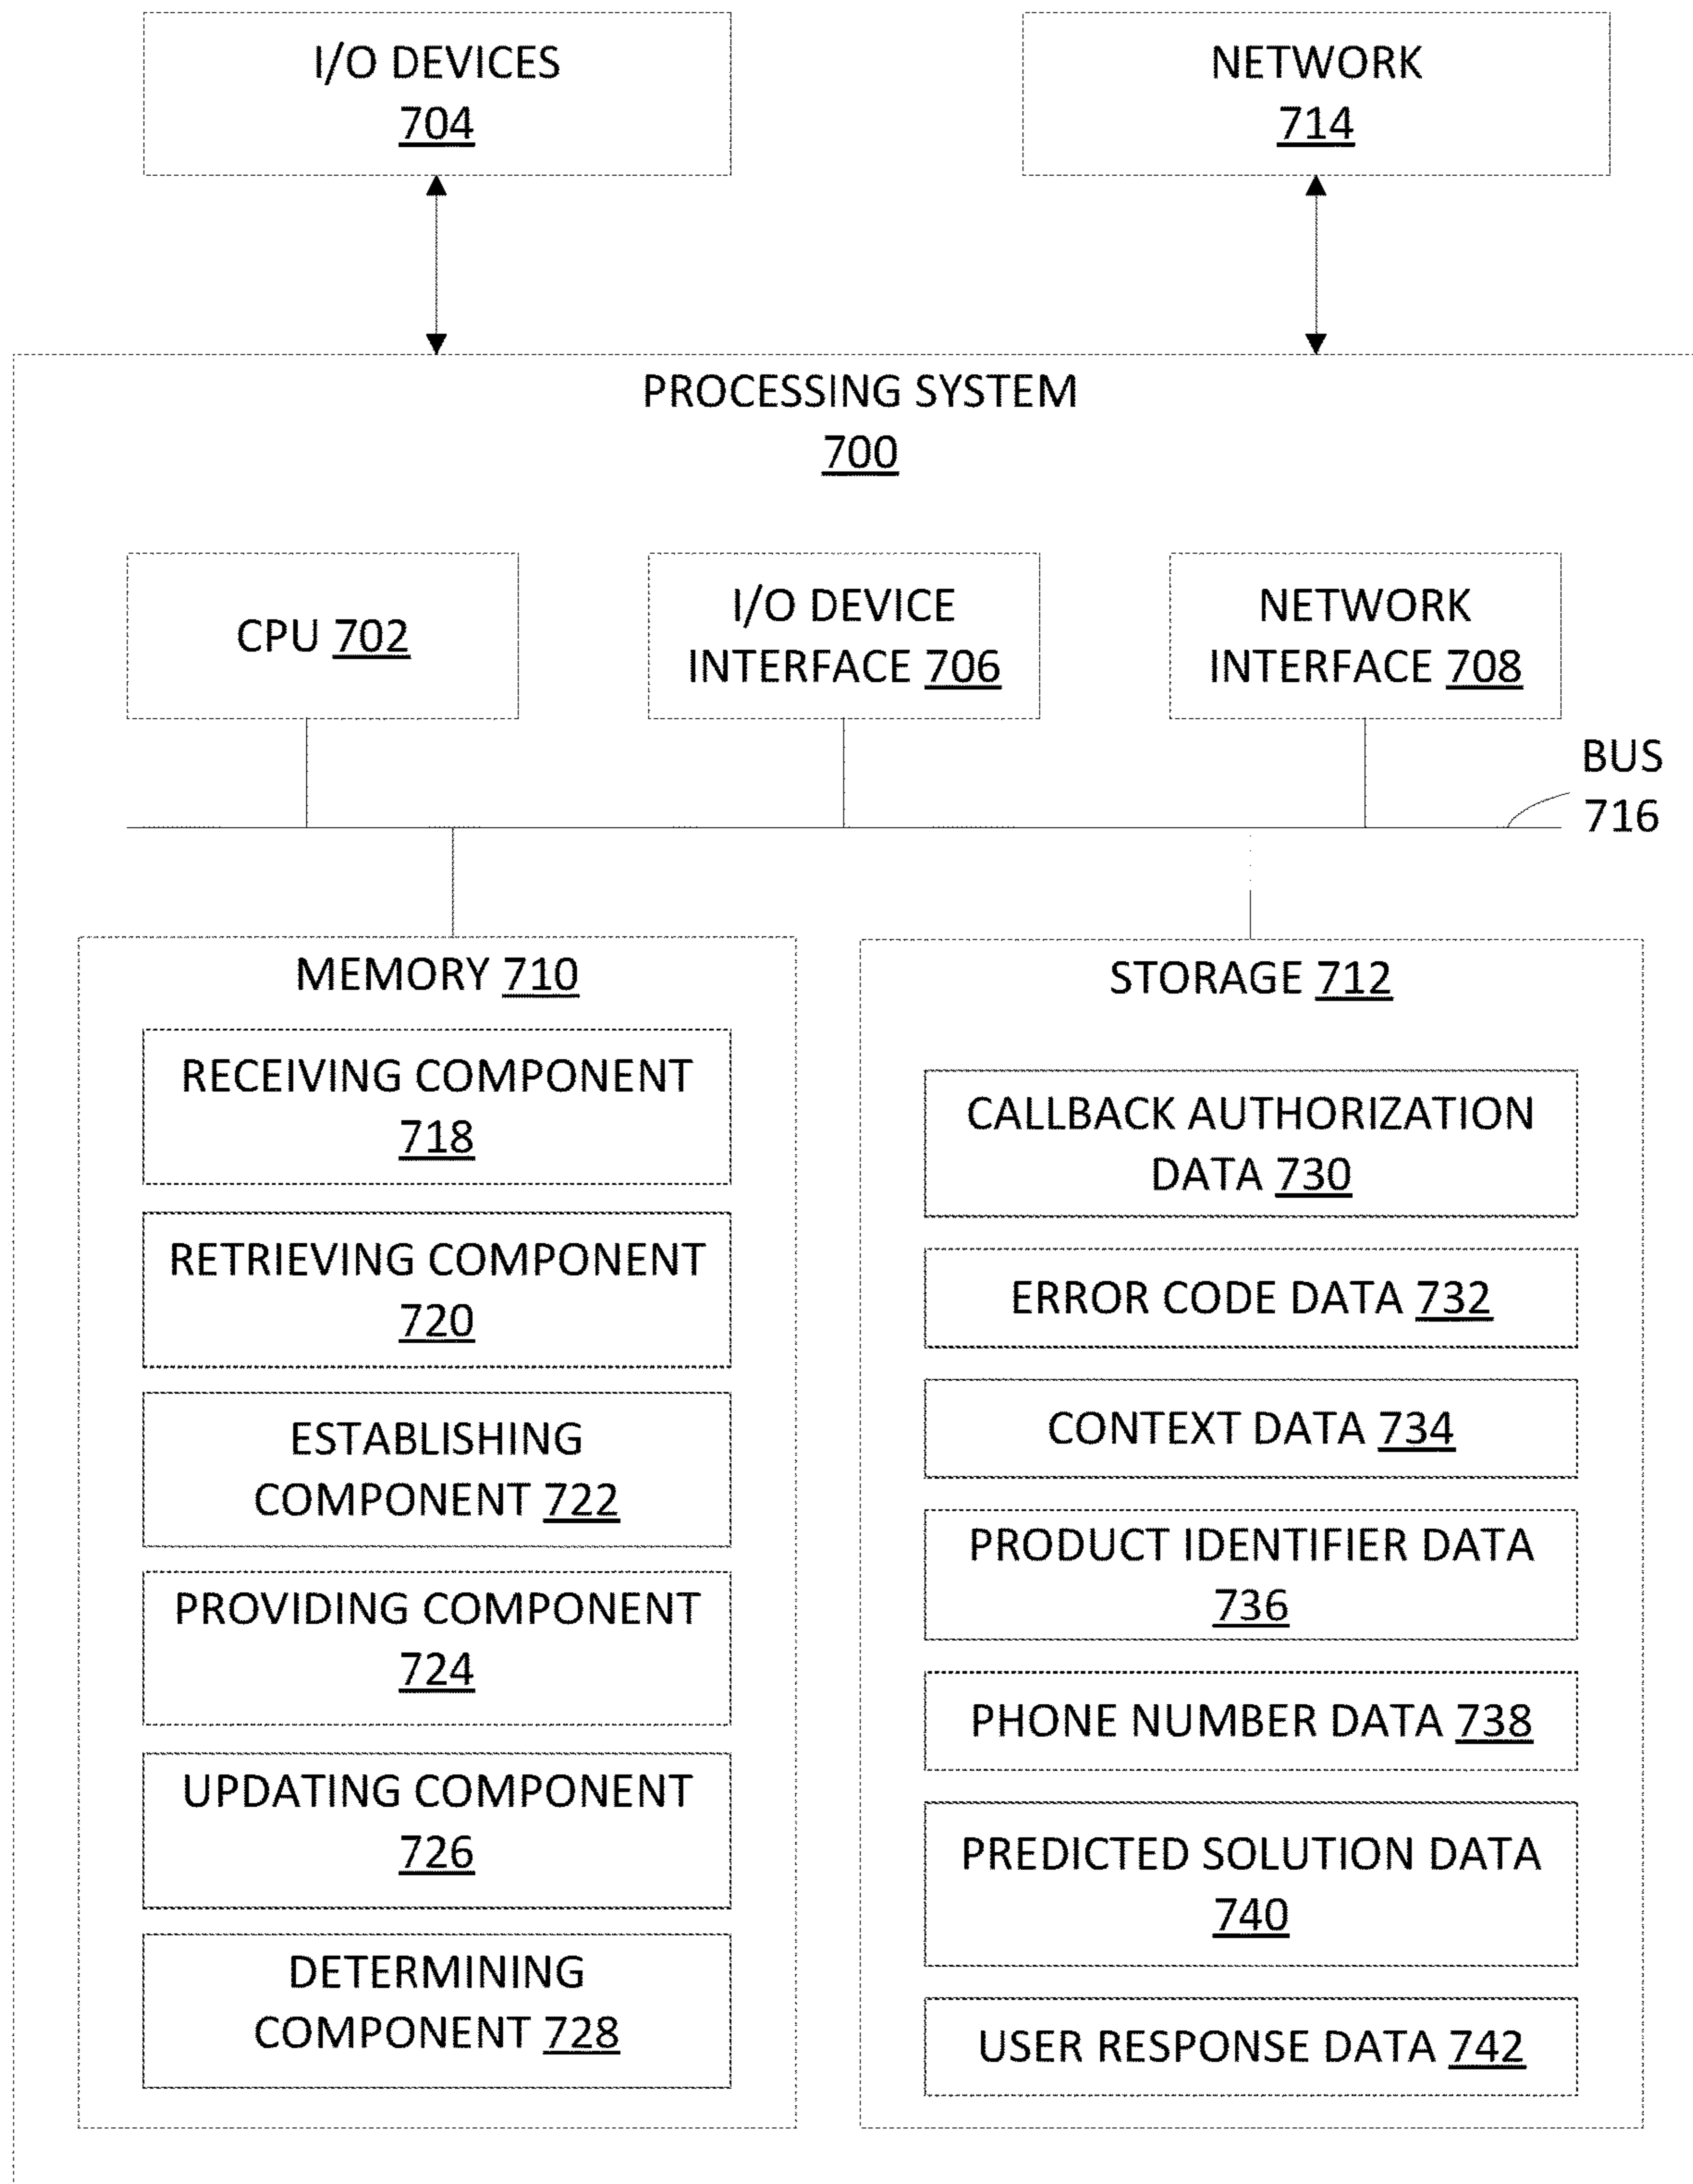 I/O DEVICES
704
NETWORK
714
PROCESSING SYSTEM
700
CPU 702
I/O DEVICE
INTERFACE 706
NETWORK
INTERFACE 708
BUS
716
MEMORY 710
RECEIVING COMPONENT
718
RETRIEVING COMPONENT
720
ESTABLISHING
COMPONENT 722
PROVIDING COMPONENT
724
UPDATING COMPONENT
726
DETERMINING
COMPONENT 728
STORAGE 712
CALLBACK AUTHORIZATION
DATA 730
ERROR CODE DATA 732
CONTEXT DATA 734
PRODUCT IDENTIFIER DATA
736
PHONE NUMBER DATA 738
PREDICTED SOLUTION DATA
740
USER RESPONSE DATA 742